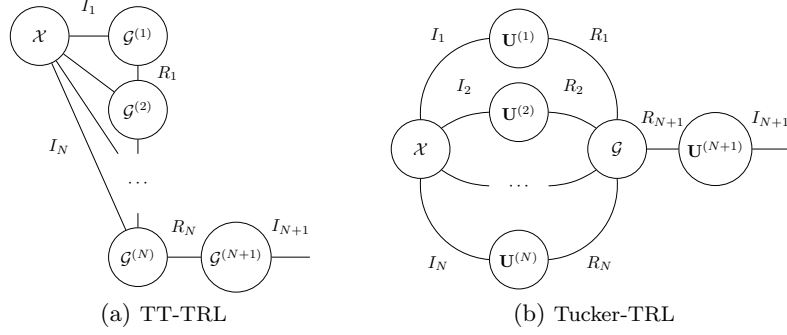 I_1
𝒳
𝒢^{(1)}
R_1
𝒢^{(2)}
I_N
...
R_N
I_{N+1}
𝒢^{(N)}
𝒢^{(N+1)}
(a) TT-TRL
I_1
𝐔^{(1)}
R_1
I_2
𝐔^{(2)}
R_2
R_{N+1}
I_{N+1}
𝒳
𝒢
𝐔^{(N+1)}
...
I_N
𝐔^{(N)}
R_N
(b) Tucker-TRL